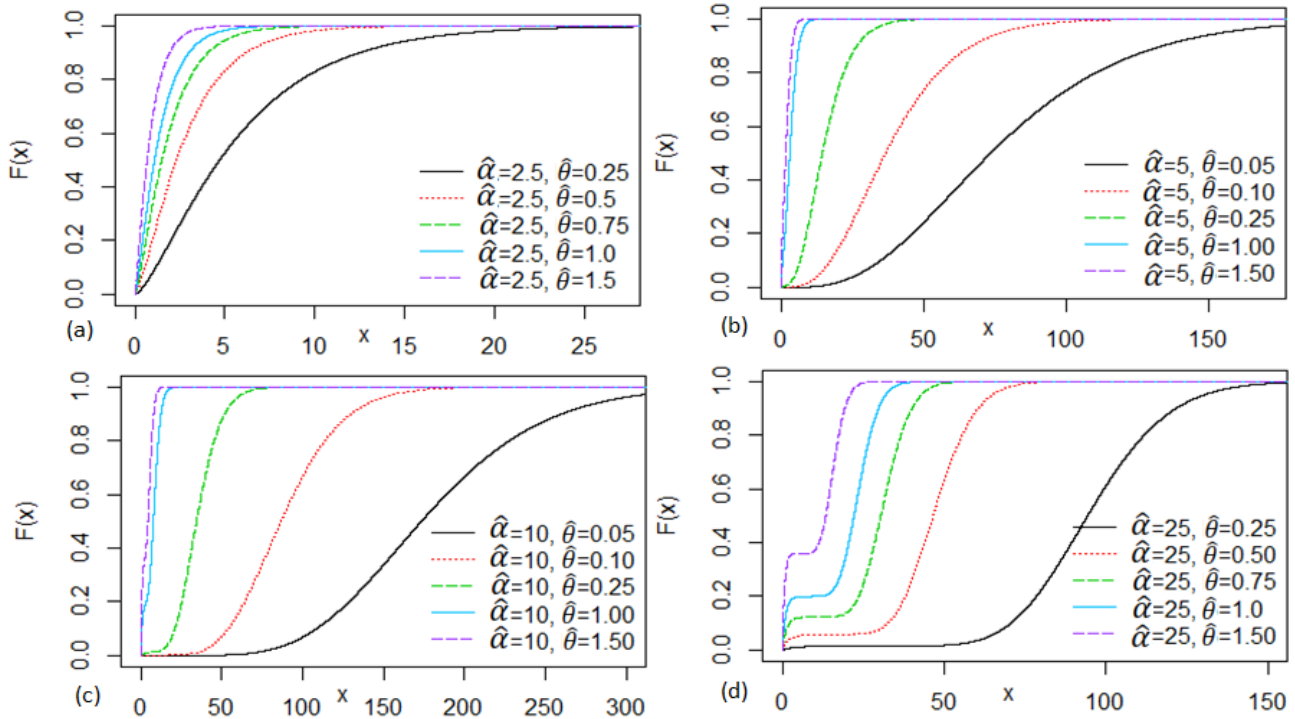 F(x)
0.0 0.2 0.4 0.6 0.8 1.0
α̂=2.5, θ̂=0.25
α̂=2.5, θ̂=0.5
α̂=2.5, θ̂=0.75
α̂=2.5, θ̂=1.0
α̂=2.5, θ̂=1.5
(a)
x
0 5 10 15 20 25
F(x)
0.0 0.2 0.4 0.6 0.8 1.0
α̂=5, θ̂=0.05
α̂=5, θ̂=0.10
α̂=5, θ̂=0.25
α̂=5, θ̂=1.00
α̂=5, θ̂=1.50
(b)
x
0 50 100 150
F(x)
0.0 0.2 0.4 0.6 0.8 1.0
α̂=10, θ̂=0.05
α̂=10, θ̂=0.10
α̂=10, θ̂=0.25
α̂=10, θ̂=1.00
α̂=10, θ̂=1.50
(c)
x
0 50 100 150 200 250 300
F(x)
0.0 0.2 0.4 0.6 0.8 1.0
α̂=25, θ̂=0.25
α̂=25, θ̂=0.50
α̂=25, θ̂=0.75
α̂=25, θ̂=1.0
α̂=25, θ̂=1.50
(d)
x
0 50 100 150